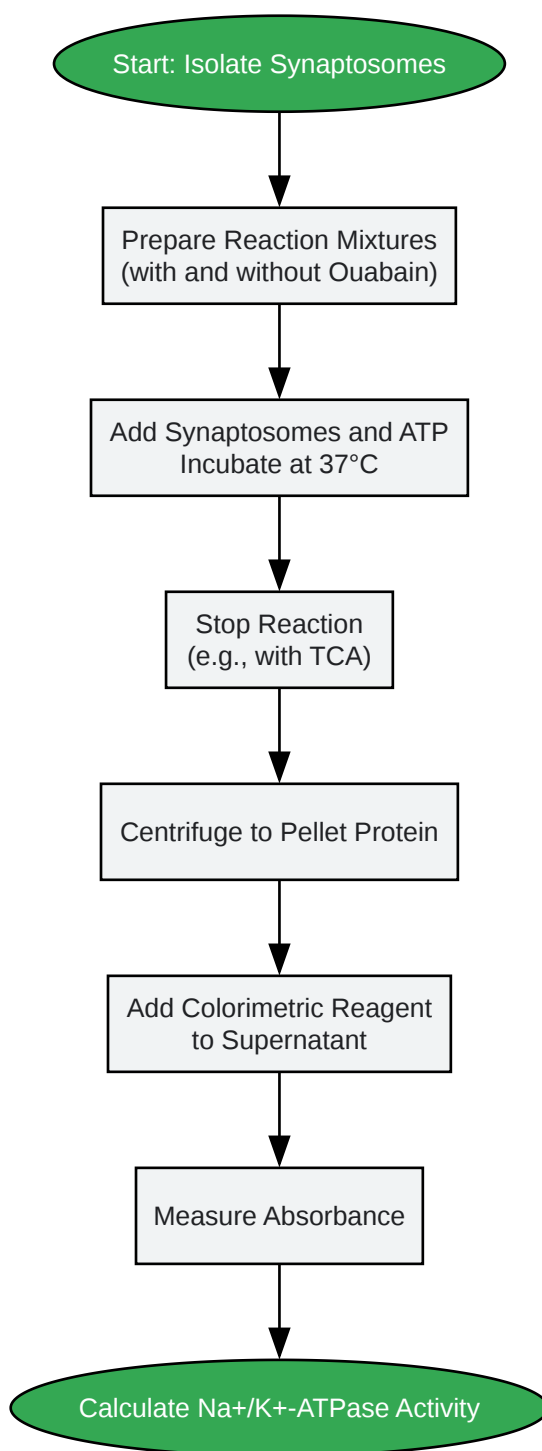 Start: Isolate Synaptosomes
Prepare Reaction Mixtures
(with and without Ouabain)
Add Synaptosomes and ATP
Incubate at 37°C
Stop Reaction
(e.g., with TCA)
Centrifuge to Pellet Protein
Add Colorimetric Reagent
to Supernatant
Measure Absorbance
Calculate Na+/K+-ATPase Activity